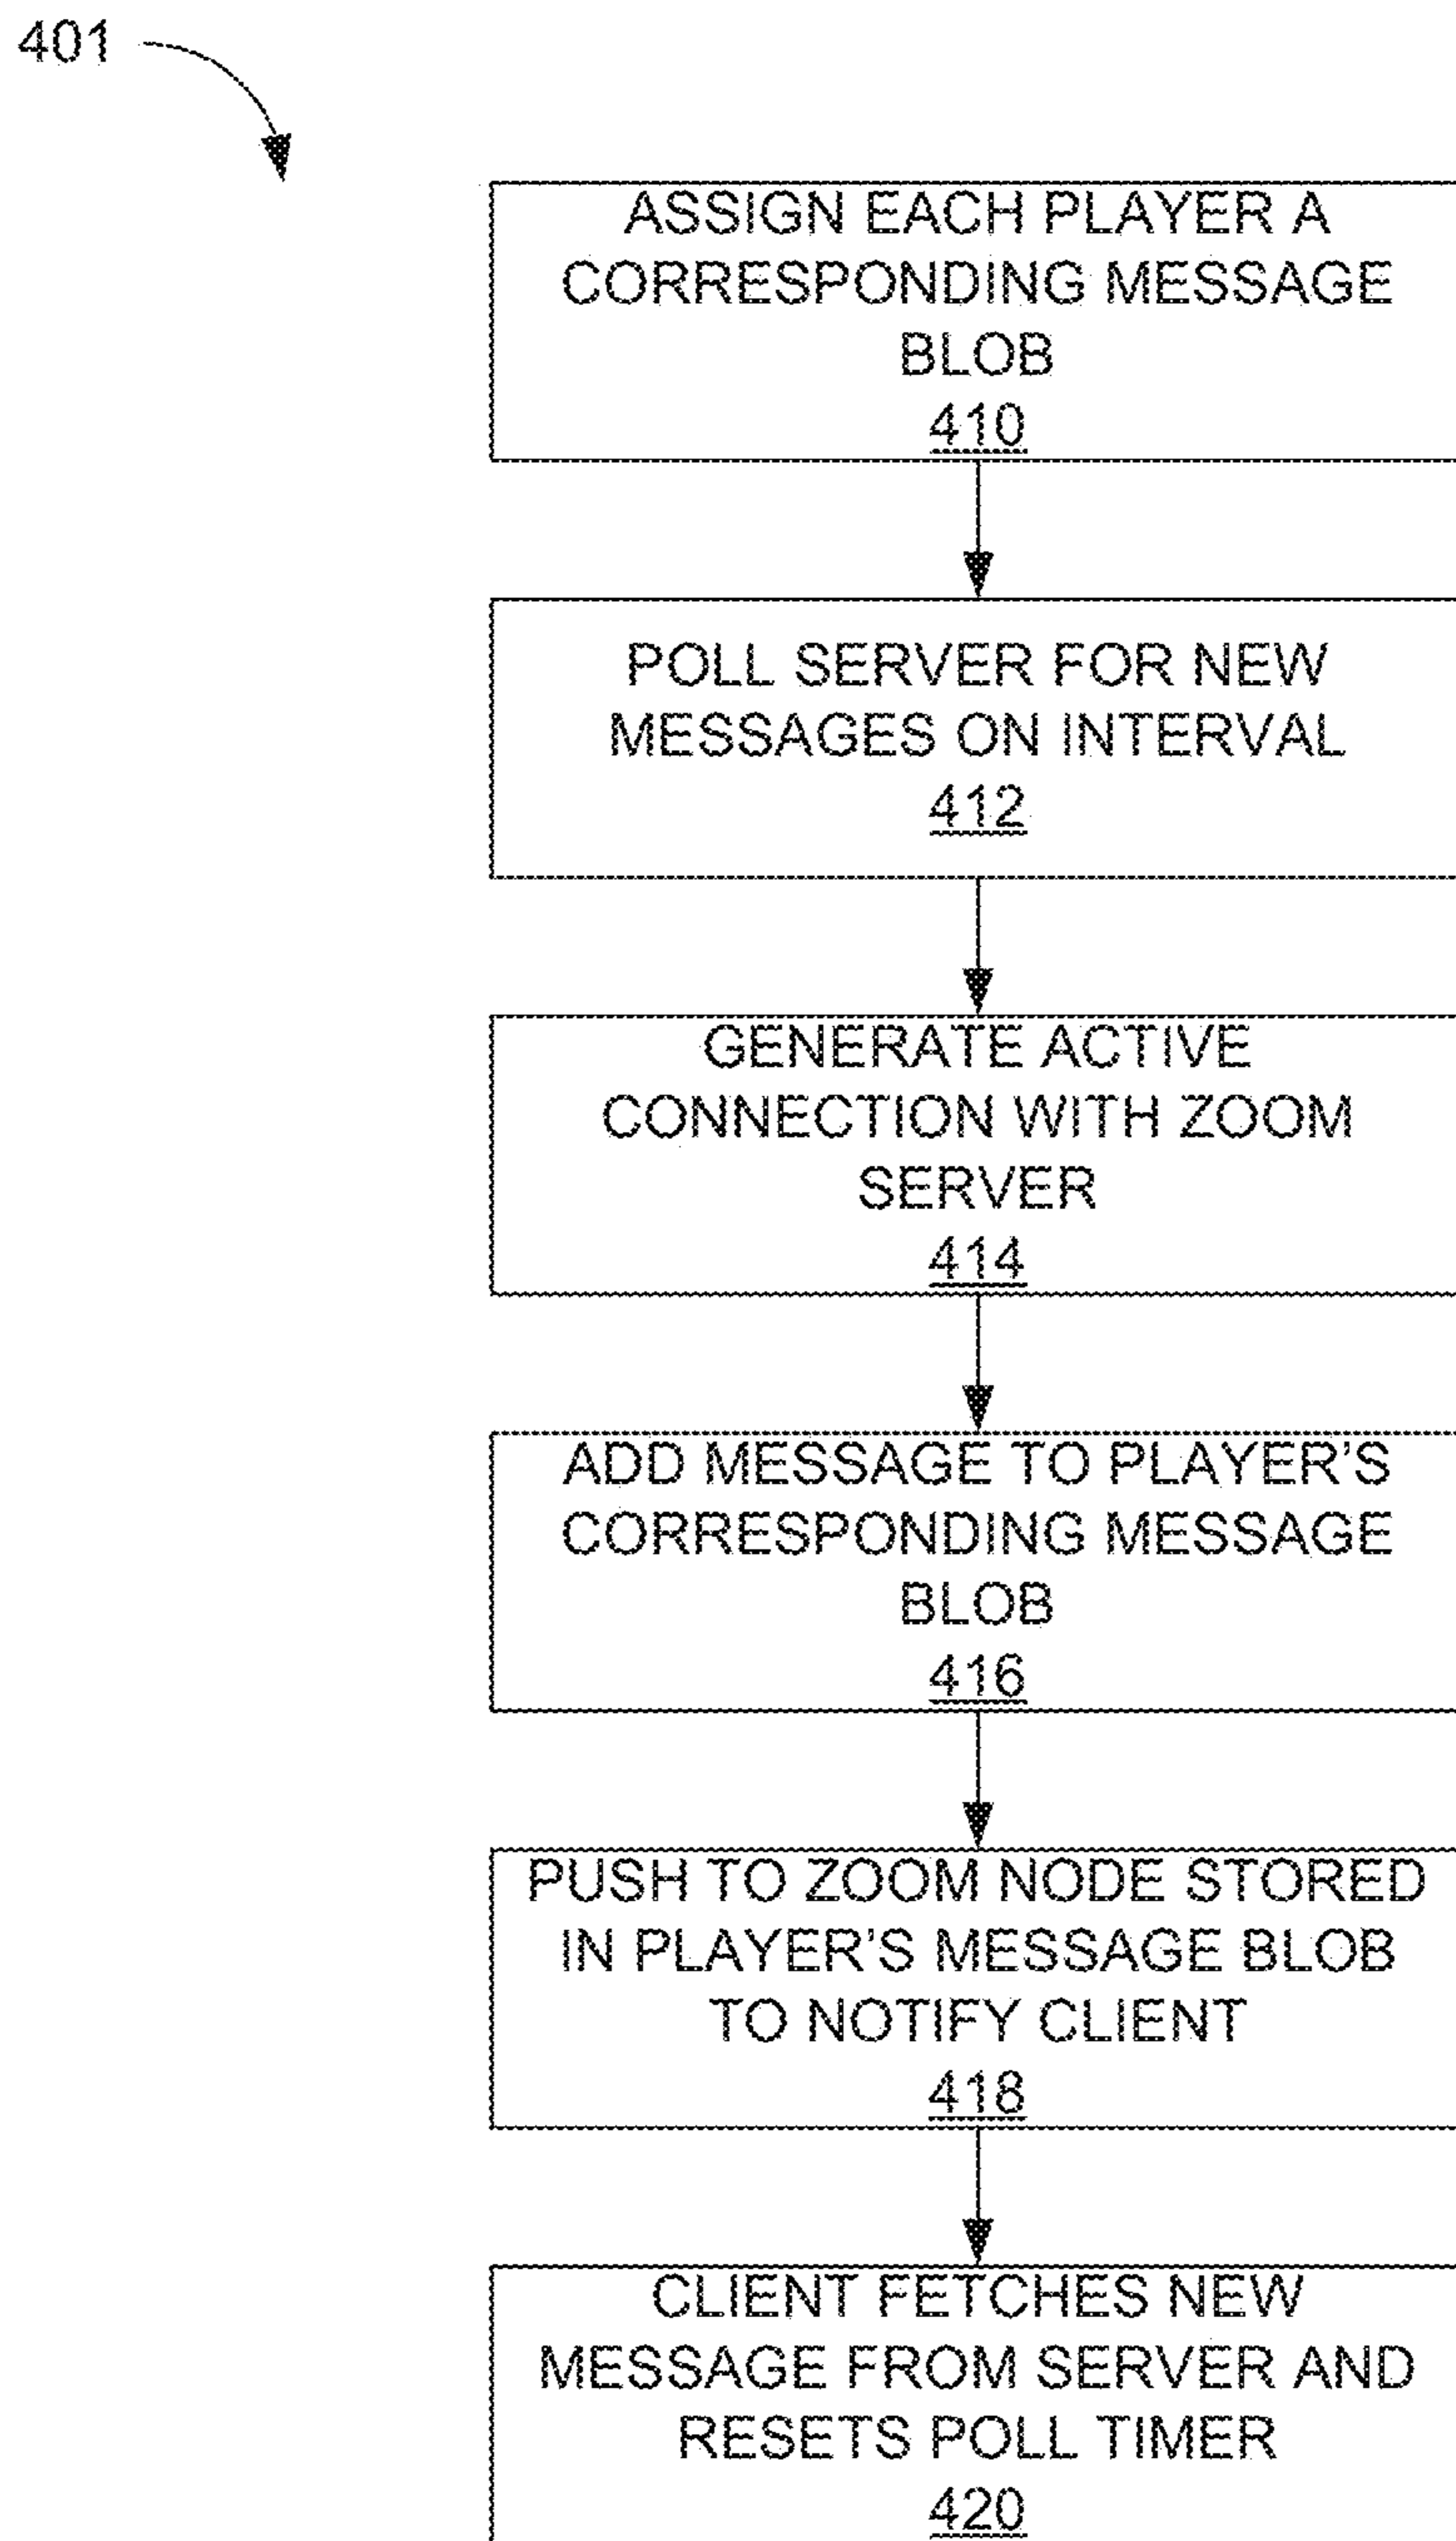 401
ASSIGN EACH PLAYER A
CORRESPONDING MESSAGE
BLOB
410
POLL SERVER FOR NEW
MESSAGES ON INTERVAL
412
GENERATE ACTIVE
CONNECTION WITH ZOOM
SERVER
414
ADD MESSAGE TO PLAYER'S
CORRESPONDING MESSAGE
BLOB
416
PUSH TO ZOOM NODE STORED
IN PLAYER'S MESSAGE BLOB
TO NOTIFY CLIENT
418
CLIENT FETCHES NEW
MESSAGE FROM SERVER AND
RESETS POLL TIMER
420